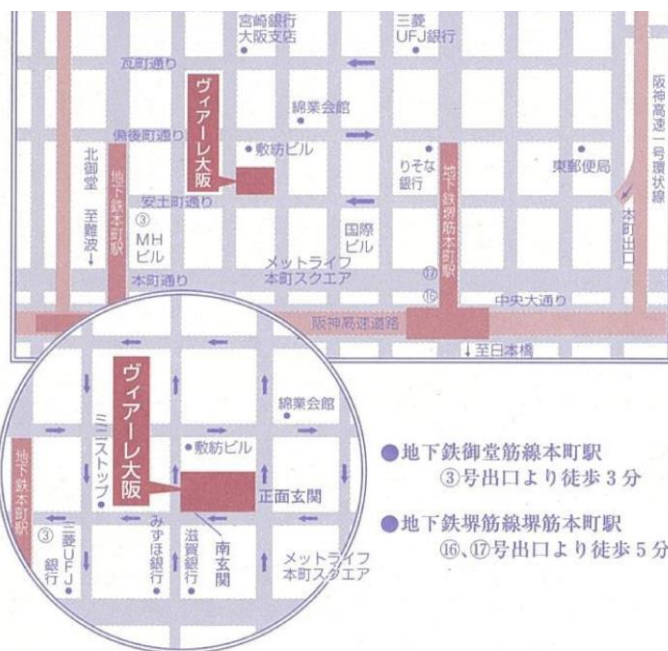 宮崎銀行
大阪支店
三菱
UFJ銀行
瓦町通り
綿業会館
備後町通り
敷紡ビル
ヴィアーレ大阪
りそな
銀行
東郵便局
阪神高速一号環状線
本町出口
北御堂
至難波↓
地下鉄本町駅
安土町通り
③
MH
ビル
国際
ビル
地下鉄堺筋本町駅
メットライフ
本町スクエア
本町通り
⑰
⑯
中央大通り
阪神高速道路
↓至日本橋
ヴィアーレ大阪
綿業会館
ミニストップ
敷紡ビル
地下鉄本町駅
正面玄関
③
三菱UFJ
銀行
みずほ銀行
滋賀銀行
南玄関
メットライフ
本町スクエア
●地下鉄御堂筋線本町駅
③号出口より徒歩3分
●地下鉄堺筋線堺筋本町駅
⑯、⑰号出口より徒歩5分